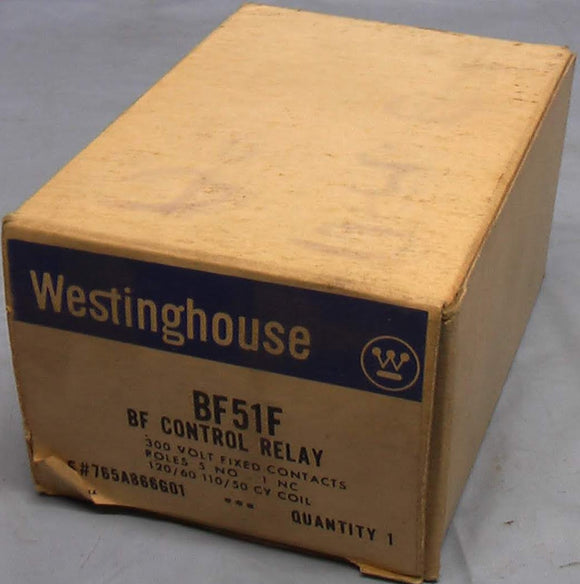 Westinghouse
BF51F
BF CONTROL RELAY
300 VOLT FIXED CONTACTS
POLES 5 NO 1 NC
120/60 110/50 CY COIL
S#765A866G01
***
QUANTITY 1